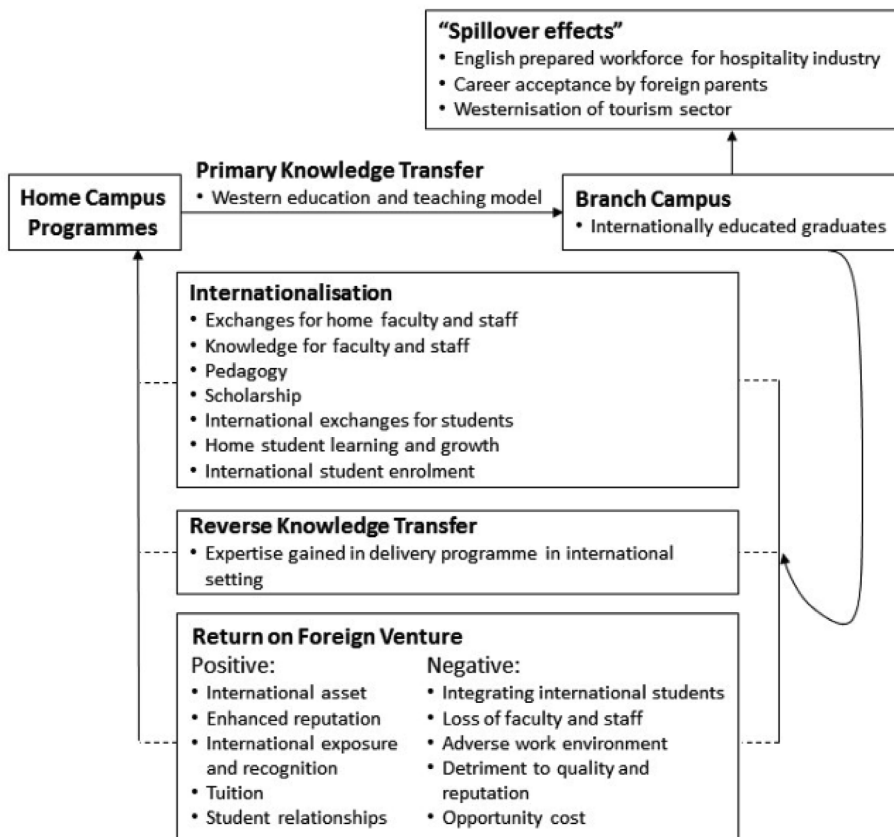 “Spillover effects”
• English prepared workforce for hospitality industry
• Career acceptance by foreign parents
• Westernisation of tourism sector
Primary Knowledge Transfer
• Western education and teaching model
Home Campus
Programmes
Branch Campus
• Internationally educated graduates
Internationalisation
• Exchanges for home faculty and staff
• Knowledge for faculty and staff
• Pedagogy
• Scholarship
• International exchanges for students
• Home student learning and growth
• International student enrolment
Reverse Knowledge Transfer
• Expertise gained in delivery programme in international
setting
Return on Foreign Venture
Positive:
• International asset
• Enhanced reputation
• International exposure
and recognition
• Tuition
• Student relationships
Negative:
• Integrating international students
• Loss of faculty and staff
• Adverse work environment
• Detriment to quality and
reputation
• Opportunity cost